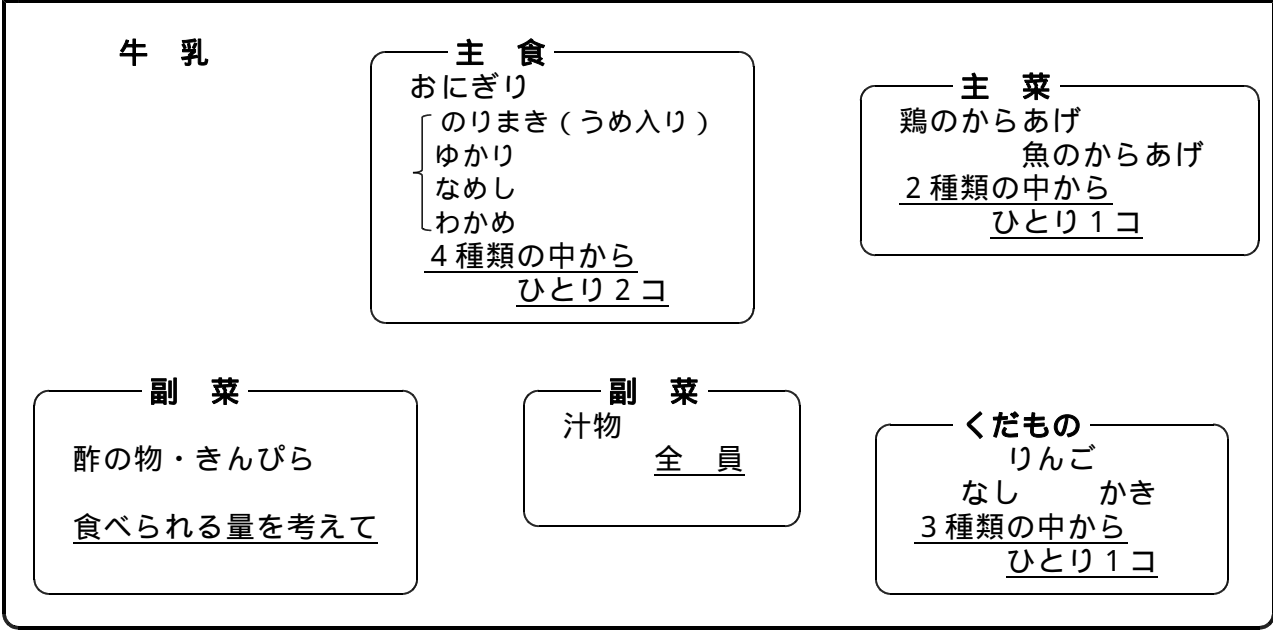 牛　乳
主　食
おにぎり
のりまき（うめ入り）
ゆかり
なめし
わかめ
４種類の中から
ひとり２コ
主　菜
鶏のからあげ
魚のからあげ
２種類の中から
ひとり１コ
副　菜
酢の物・きんぴら
食べられる量を考えて
副　菜
汁物
全　員
くだもの
りんご
なし　　かき
３種類の中から
ひとり１コ